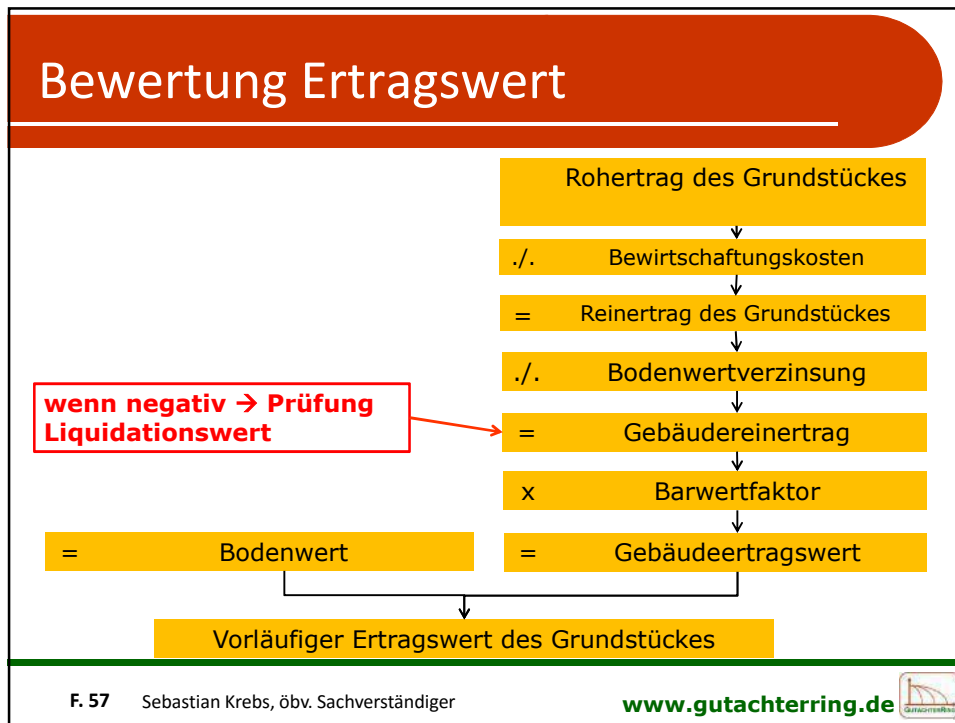 Bewertung Ertragswert
Rohertrag des Grundstückes
./. Bewirtschaftungskosten
= Reinertrag des Grundstückes
./. Bodenwertverzinsung
wenn negativ → Prüfung
Liquidationswert
= Gebäudereinertrag
x Barwertfaktor
= Bodenwert
= Gebäudeertragswert
Vorläufiger Ertragswert des Grundstückes
F. 57 Sebastian Krebs, öbv. Sachverständiger
www.gutachterring.de
GUTACHTERRING